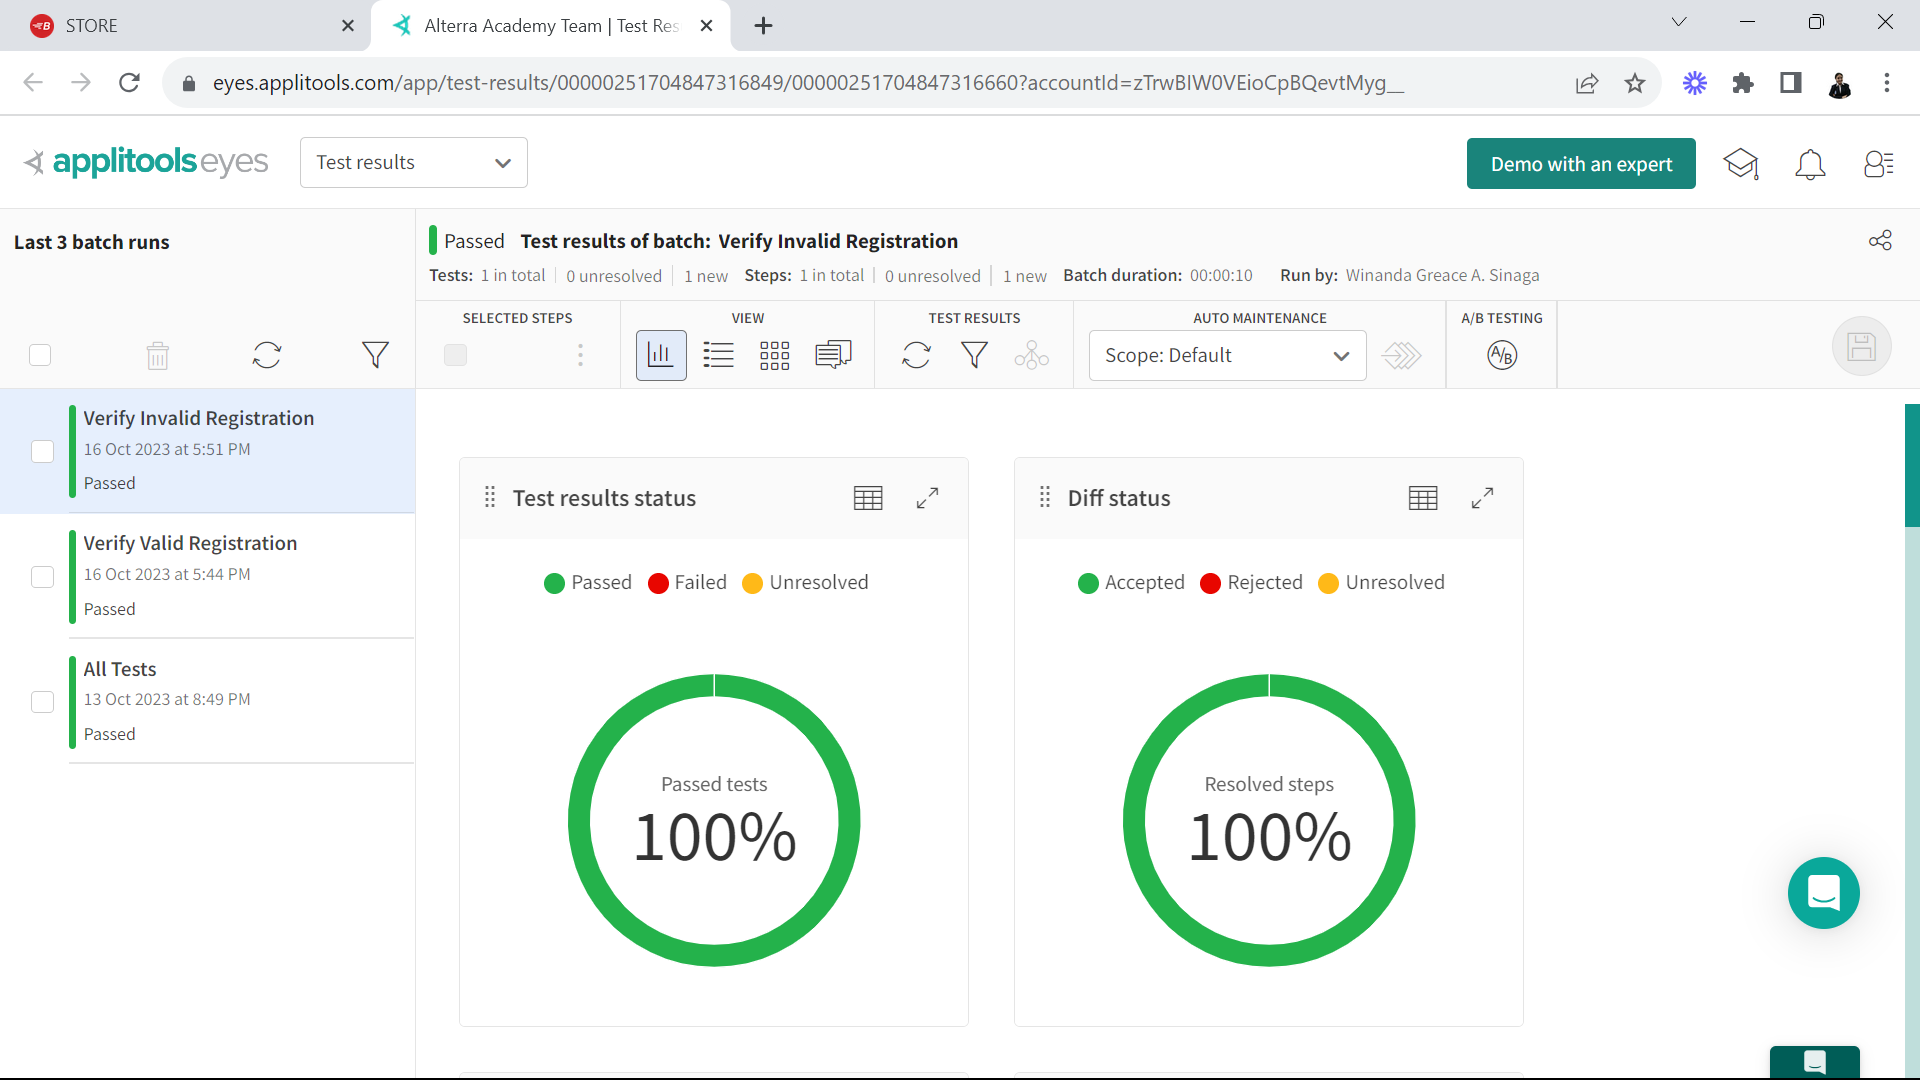 STORE
Alterra Academy Team | Test Res
eyes.applitools.com/app/test-results/00000251704847316849/00000251704847316660?accountId=zTrwBIW0VEioCpBQevtMyg__
applitools eyes
Test results
Demo with an expert
Last 3 batch runs
Passed Test results of batch: Verify Invalid Registration
Tests: 1 in total 0 unresolved 1 new Steps: 1 in total 0 unresolved 1 new Batch duration: 00:00:10 Run by: Winanda Greace A. Sinaga
SELECTED STEPS VIEW TEST RESULTS AUTO MAINTENANCE A/B TESTING
Scope: Default
A/B
Verify Invalid Registration
16 Oct 2023 at 5:51 PM
Passed
Verify Valid Registration
16 Oct 2023 at 5:44 PM
Passed
All Tests
13 Oct 2023 at 8:49 PM
Passed
Test results status
Passed Failed Unresolved
Passed tests
100%
Diff status
Accepted Rejected Unresolved
Resolved steps
100%